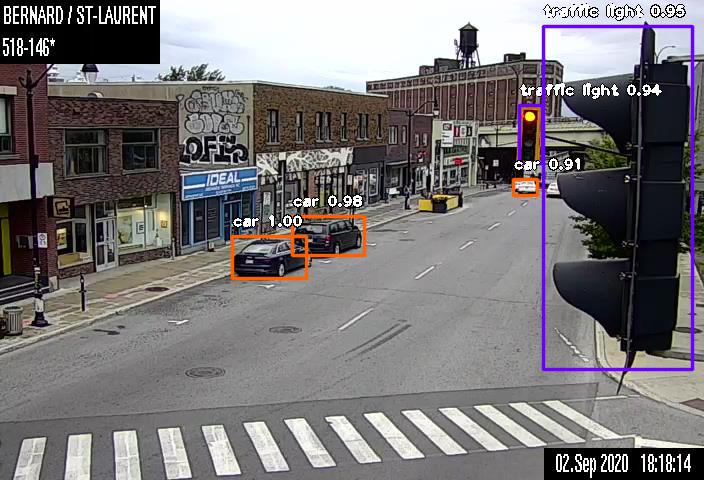 BERNARD / ST-LAURENT
518-146*
traffic light 0.95
traffic light 0.94
car 0.91
IDEAL
car 0.98
car 1.00
02.Sep 2020 18:18:14